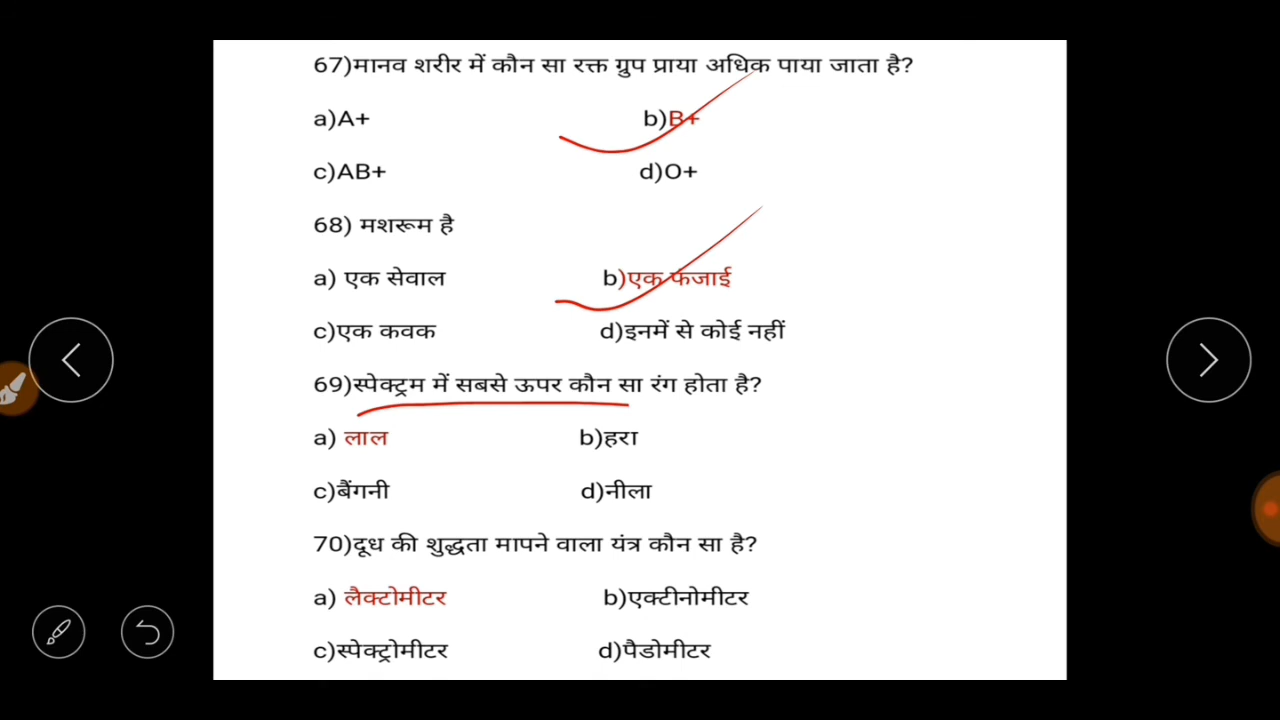 67)मानव शरीर में कौन सा रक्त ग्रुप प्राया अधिक पाया जाता है?
a)A+ b)B+
c)AB+ d)O+
68) मशरूम है
a) एक सेवाल b)एक फंजाई
c)एक कवक d)इनमें से कोई नहीं
69)स्पेक्ट्रम में सबसे ऊपर कौन सा रंग होता है?
a) लाल b)हरा
c)बैंगनी d)नीला
70)दूध की शुद्धता मापने वाला यंत्र कौन सा है?
a) लैक्टोमीटर b)एक्टीनोमीटर
c)स्पेक्ट्रोमीटर d)पैडोमीटर